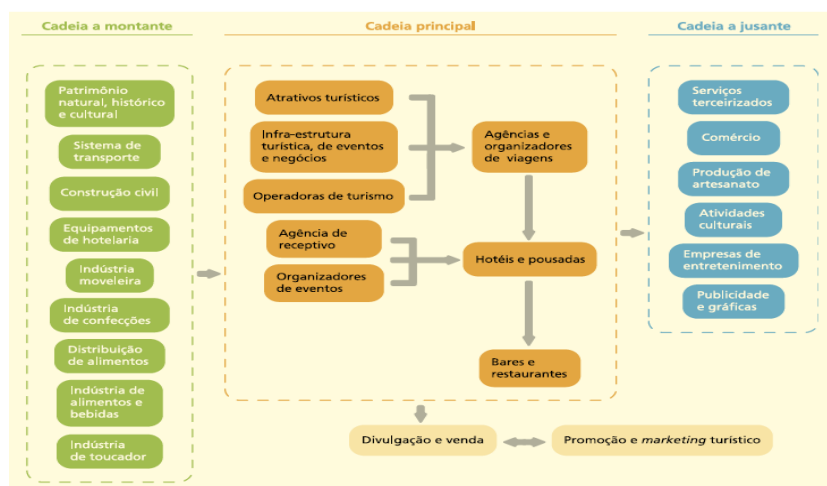 Cadeia a montante
Patrimônio
natural, histórico
e cultural
Sistema de
transporte
Construção civil
Equipamentos
de hotelaria
Indústria
moveleira
Indústria
de confecções
Distribuição
de alimentos
Indústria de
alimentos e
bebidas
Indústria
de toucador
Cadeia principal
Atrativos turísticos
Infra-estrutura
turística, de eventos
e negócios
Operadoras de turismo
Agências e
organizadores
de viagens
Agência de
receptivo
Organizadores
de eventos
Hotéis e pousadas
Bares e
restaurantes
Divulgação e venda
Promoção e marketing turístico
Cadeia a jusante
Serviços
terceirizados
Comércio
Produção de
artesanato
Atividades
culturais
Empresas de
entretenimento
Publicidade
e gráficas